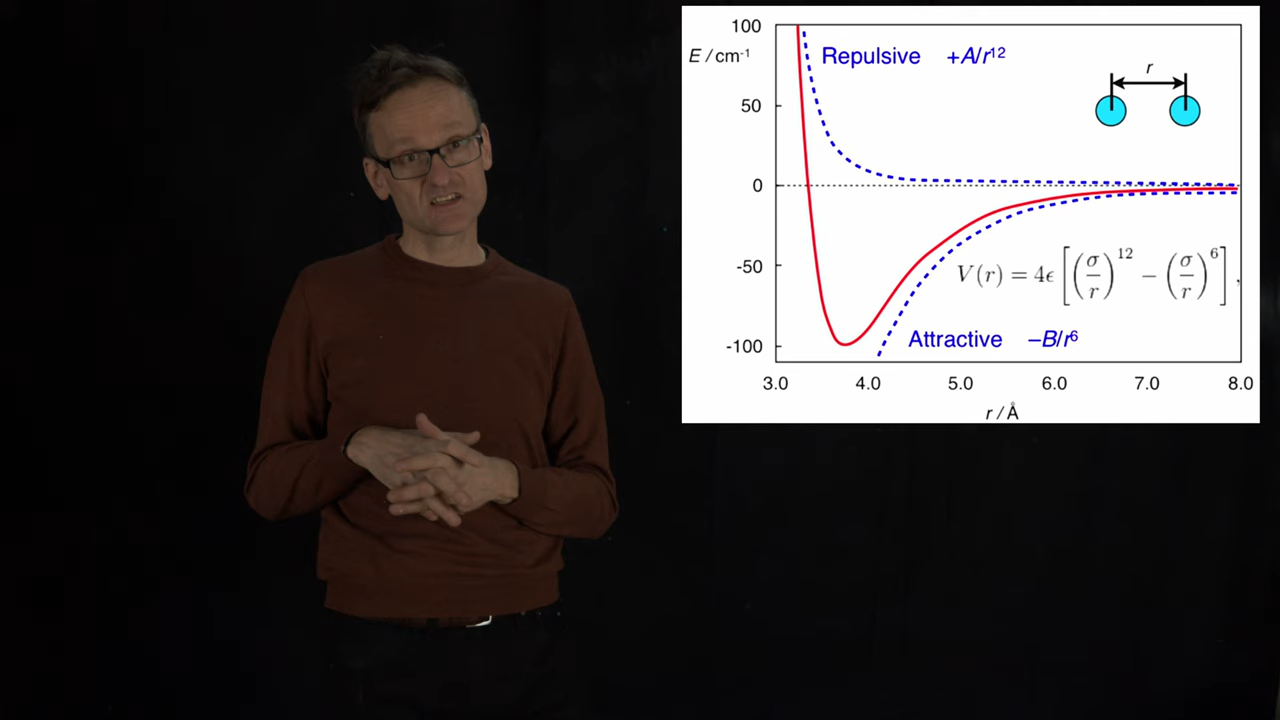 100
E / cm-1
Repulsive +A/r12
r
50
0
-50
V(r) = 4ϵ [(σ/r)^12 − (σ/r)^6] ,
Attractive –B/r6
-100
3.0 4.0 5.0 6.0 7.0 8.0
r / Å